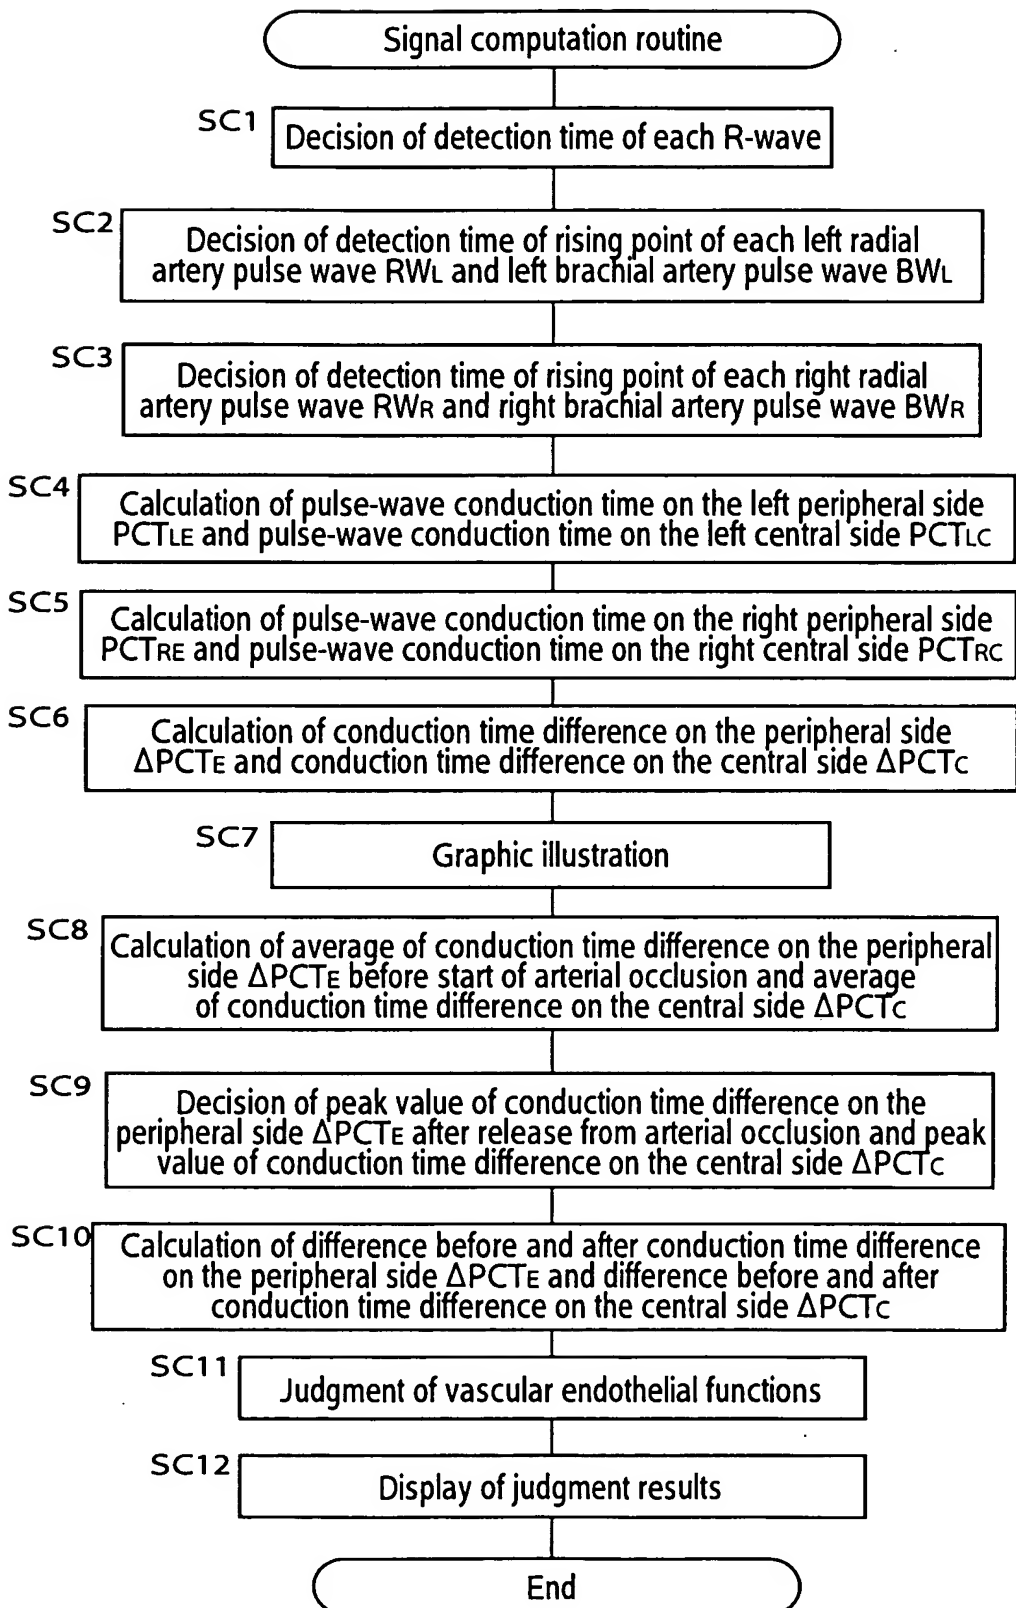 Signal computation routine
SC1
Decision of detection time of each R-wave
SC2
Decision of detection time of rising point of each left radial
artery pulse wave RWL and left brachial artery pulse wave BWL
SC3
Decision of detection time of rising point of each right radial
artery pulse wave RWR and right brachial artery pulse wave BWR
SC4
Calculation of pulse-wave conduction time on the left peripheral side
PCTLE and pulse-wave conduction time on the left central side PCTLC
SC5
Calculation of pulse-wave conduction time on the right peripheral side
PCTRE and pulse-wave conduction time on the right central side PCTRC
SC6
Calculation of conduction time difference on the peripheral side
ΔPCTE and conduction time difference on the central side ΔPCTC
SC7
Graphic illustration
SC8
Calculation of average of conduction time difference on the peripheral
side ΔPCTE before start of arterial occlusion and average
of conduction time difference on the central side ΔPCTC
SC9
Decision of peak value of conduction time difference on the
peripheral side ΔPCTE after release from arterial occlusion and peak
value of conduction time difference on the central side ΔPCTC
SC10
Calculation of difference before and after conduction time difference
on the peripheral side ΔPCTE and difference before and after
conduction time difference on the central side ΔPCTC
SC11
Judgment of vascular endothelial functions
SC12
Display of judgment results
End